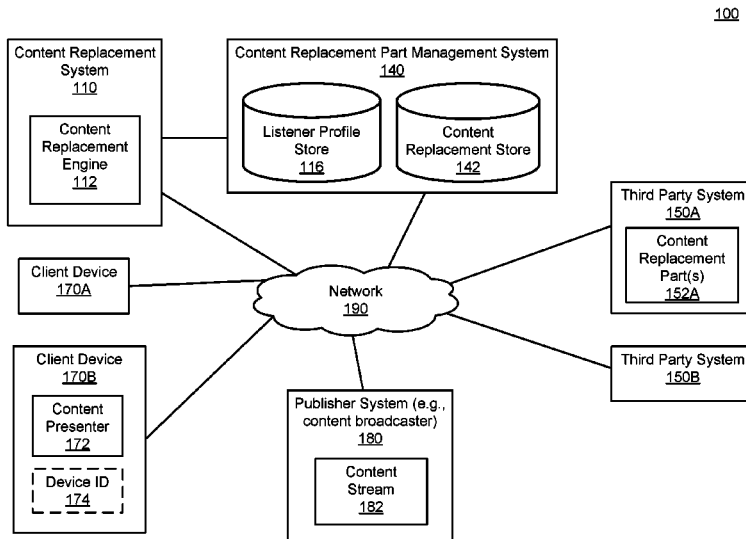 100
Content Replacement
System
110
Content
Replacement
Engine
112
Content Replacement Part Management System
140
Listener Profile
Store
116
Content
Replacement Store
142
Third Party System
150A
Content
Replacement
Part(s)
152A
Client Device
170A
Network
190
Client Device
170B
Content
Presenter
172
Device ID
174
Publisher System (e.g.,
content broadcaster)
180
Content
Stream
182
Third Party System
150B